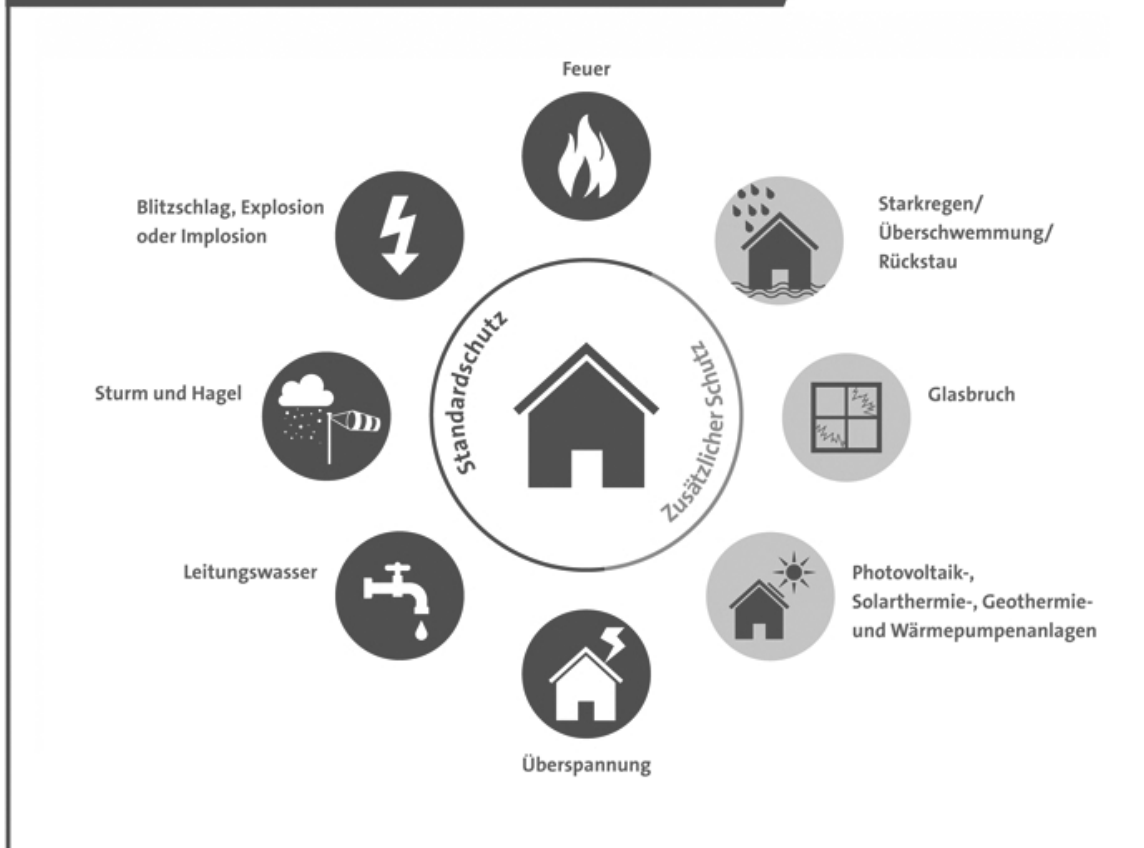 Feuer
Blitzschlag, Explosion
oder Implosion
Starkregen/
Überschwemmung/
Rückstau
Standardschutz
Zusätzlicher Schutz
Sturm und Hagel
Glasbruch
Leitungswasser
Photovoltaik-,
Solarthermie-, Geothermie-
und Wärmepumpenanlagen
Überspannung